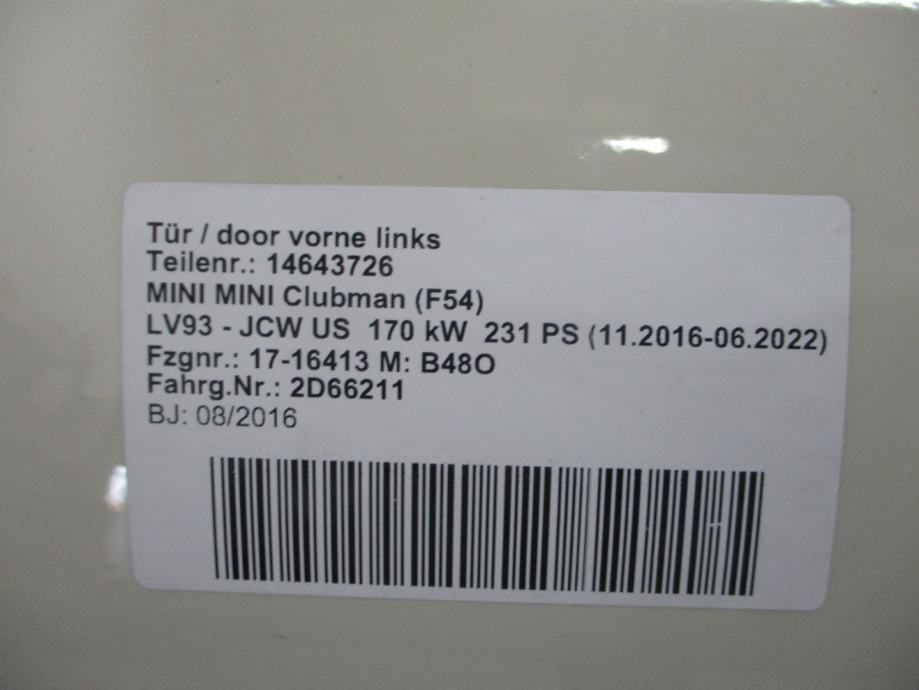 Tür / door vorne links
Teilenr.: 14643726
MINI MINI Clubman (F54)
LV93 - JCW US  170 kW  231 PS (11.2016-06.2022)
Fzgnr.: 17-16413 M: B48O
Fahrg.Nr.: 2D66211
BJ: 08/2016